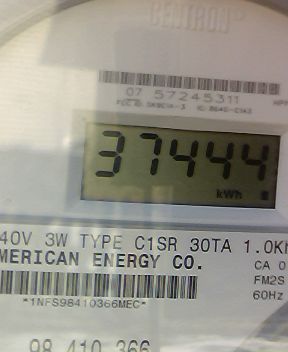 CENTRON
07 57245311
37444
kWh
40V 3W TYPE C1SR 30TA 1.0K
MERICAN ENERGY CO.
CA 0
FM2S
60Hz
*1NFS98410366MEC*
98 410 366